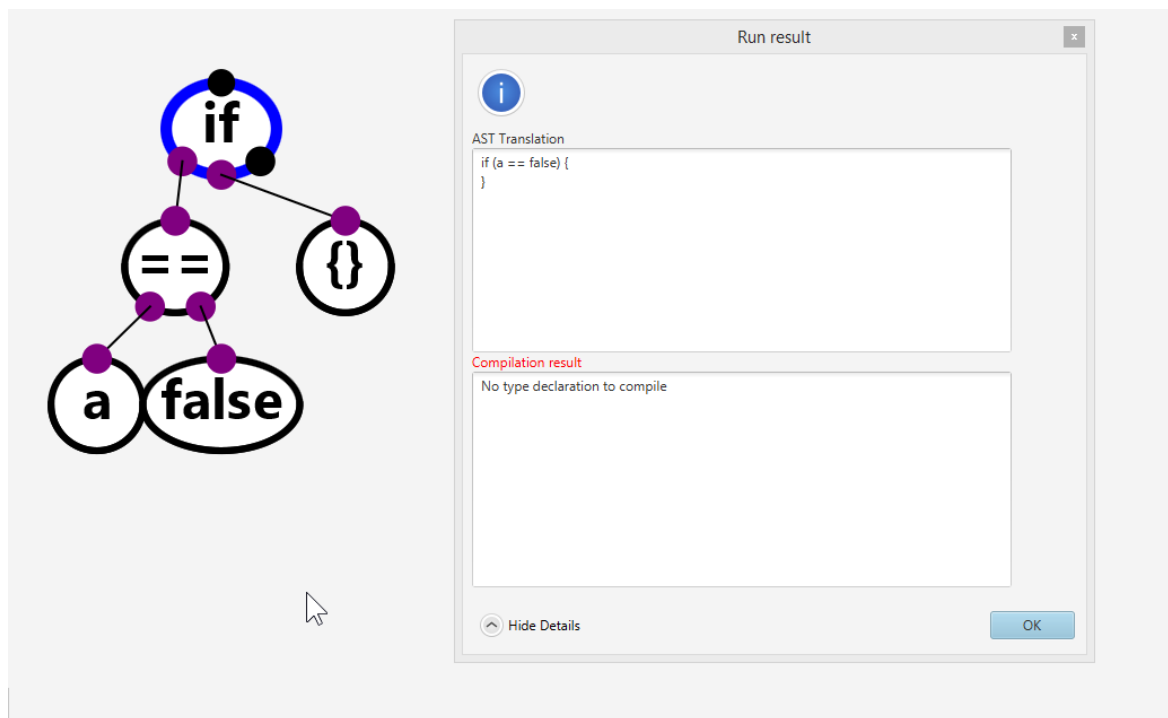 if
==
{}
a
false
Run result
x
i
AST Translation
if (a == false) {
}
Compilation result
No type declaration to compile
Hide Details
OK